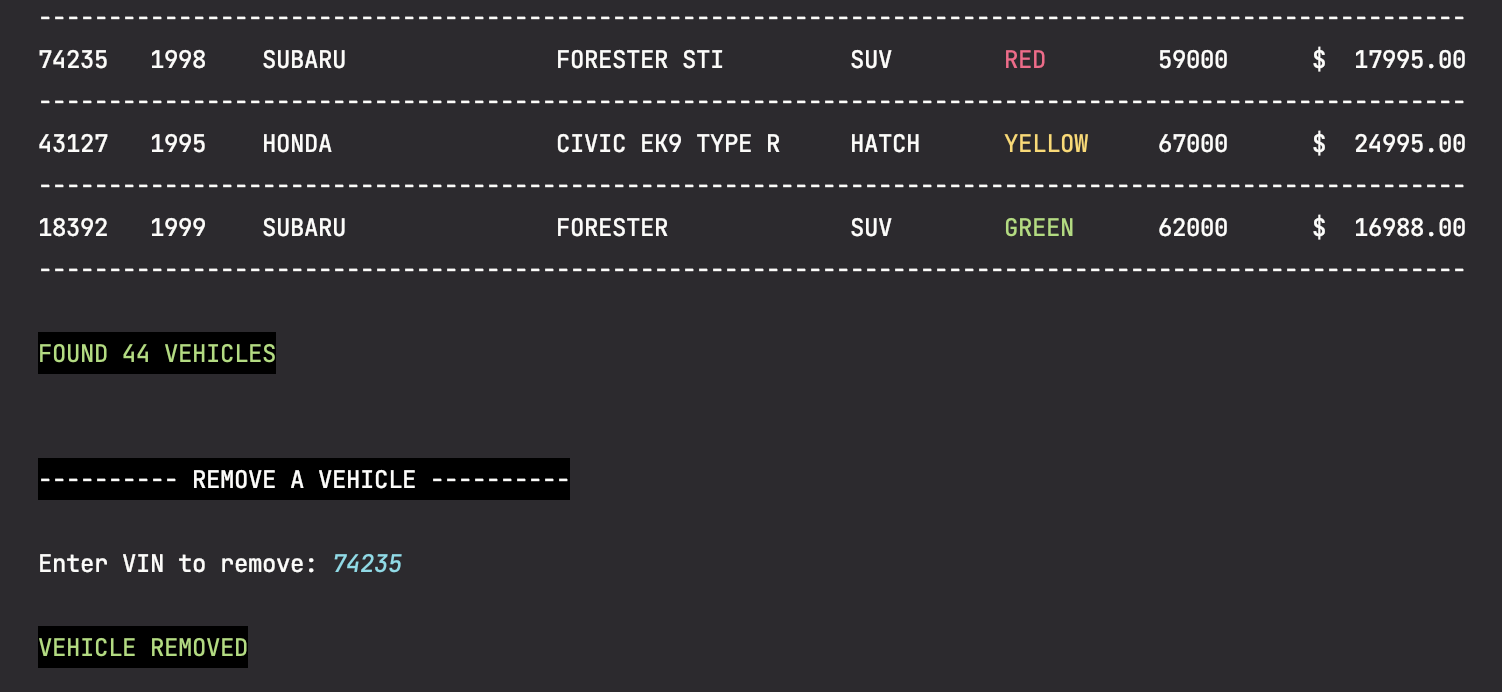 ------------------------------------------------------------------------------------------------------
74235   1998    SUBARU               FORESTER STI         SUV        RED        59000      $  17995.00
------------------------------------------------------------------------------------------------------
43127   1995    HONDA                CIVIC EK9 TYPE R     HATCH      YELLOW     67000      $  24995.00
------------------------------------------------------------------------------------------------------
18392   1999    SUBARU               FORESTER             SUV        GREEN      62000      $  16988.00
------------------------------------------------------------------------------------------------------
FOUND 44 VEHICLES
---------- REMOVE A VEHICLE ----------
Enter VIN to remove: 74235
VEHICLE REMOVED